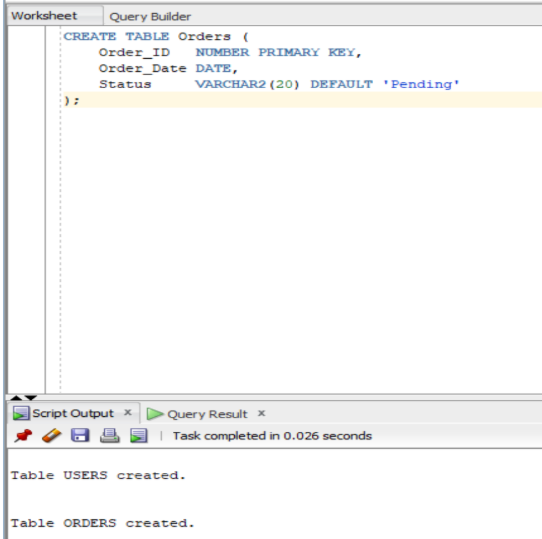 Worksheet Query Builder
CREATE TABLE Orders (
    Order_ID   NUMBER PRIMARY KEY,
    Order_Date DATE,
    Status     VARCHAR2(20) DEFAULT 'Pending'
);
Script Output × Query Result ×
Task completed in 0.026 seconds
Table USERS created.
Table ORDERS created.